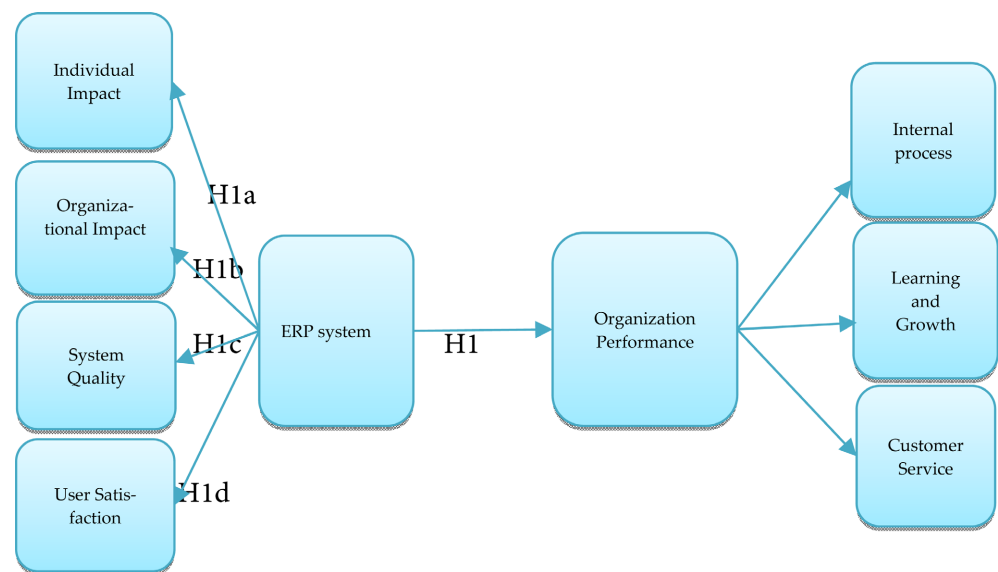 Individual
Impact
Organiza-
tional Impact
System
Quality
User Satis-
faction
H1a
H1b
H1c
H1d
ERP system
H1
Organization
Performance
Internal
process
Learning
and
Growth
Customer
Service